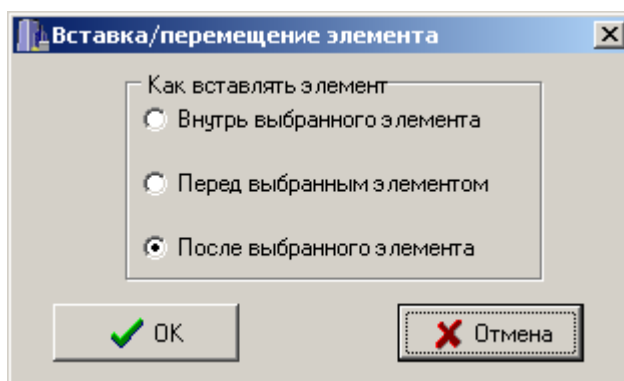 Вставка/перемещение элемента
Как вставлять элемент
Внутрь выбранного элемента
Перед выбранным элементом
После выбранного элемента
OK
Отмена